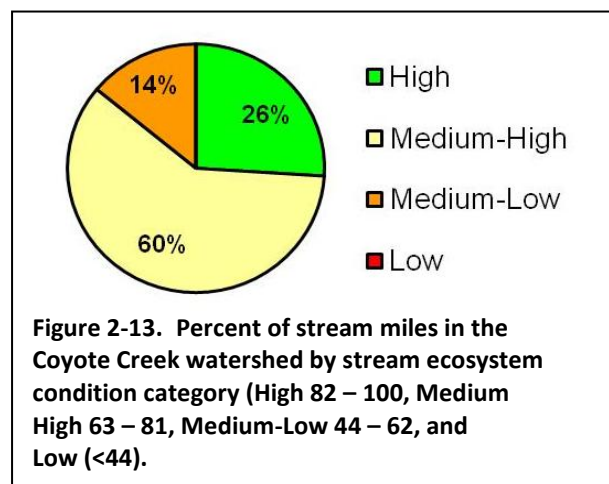 14%
26%
60%
High
Medium-High
Medium-Low
Low
Figure 2-13. Percent of stream miles in the
Coyote Creek watershed by stream ecosystem
condition category (High 82 – 100, Medium
High 63 – 81, Medium-Low 44 – 62, and
Low (<44).